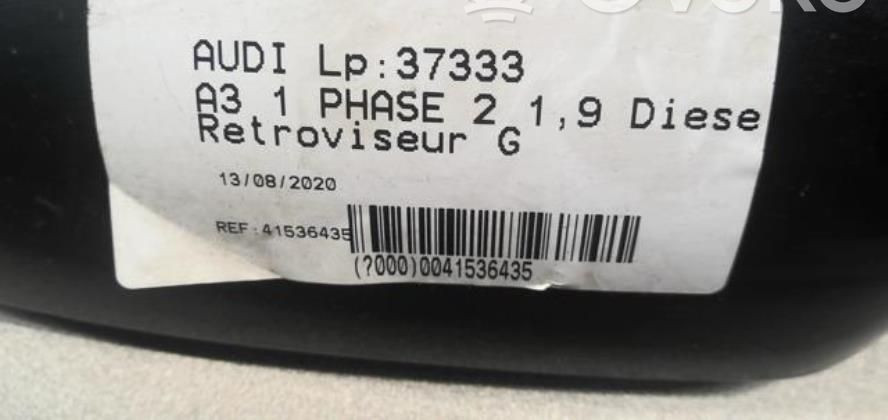 AUDI Lp:37333
A3 1 PHASE 2 1,9 Diese
Retroviseur G
13/08/2020
REF:41536435
(?000)0041536435